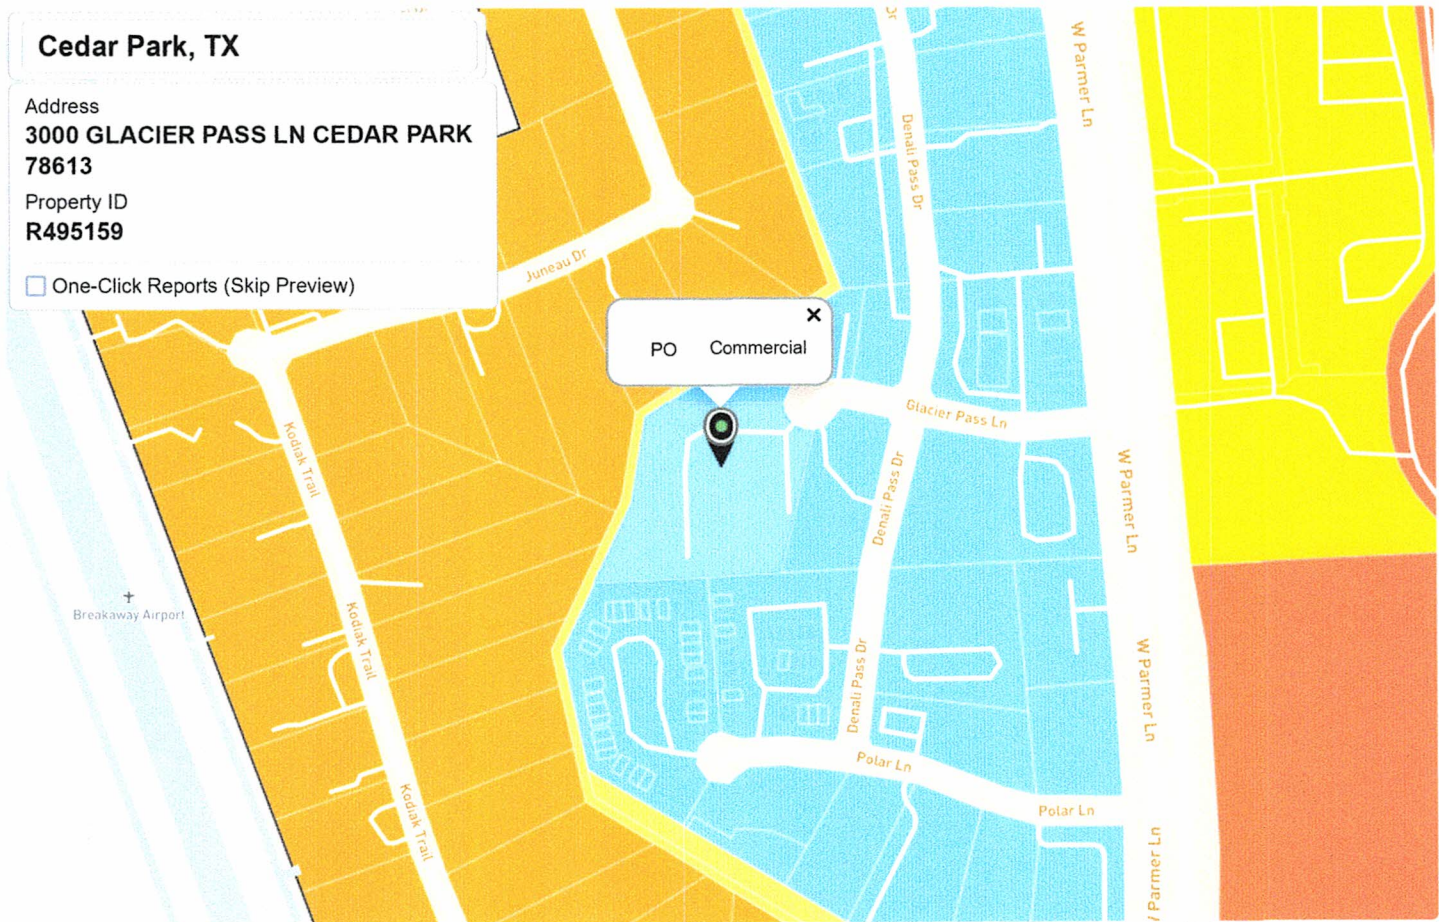 Cedar Park, TX
Address
3000 GLACIER PASS LN CEDAR PARK
78613
Property ID
R495159
One-Click Reports (Skip Preview)
PO Commercial
Juneau Dr
Kodiak Trail
Kodiak Trail
Kodiak Trail
Breakaway Airport
Dr
Denali Pass Dr
Glacier Pass Ln
Denali Pass Dr
Denali Pass Dr
Polar Ln
Polar Ln
W Parmer Ln
W Parmer Ln
W Parmer Ln
W Parmer Ln